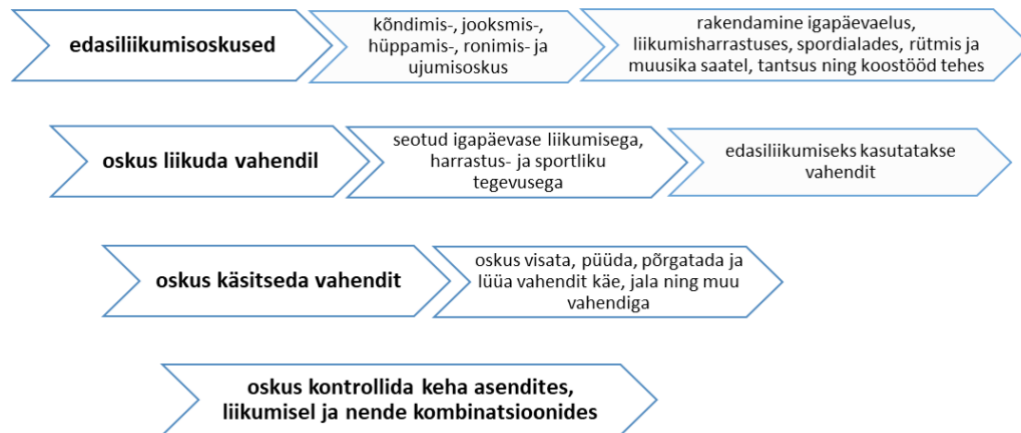 edasiliikumisoskused
kõndimis-, jooksmis-,
hüppamis-, ronimis- ja
ujumisoskus
rakendamine igapäevaelus,
liikumisharrastuses, spordialades, rütmis ja
muusika saatel, tantsus ning koostööd tehes
oskus liikuda vahendil
seotud igapäevase liikumisega,
harrastus- ja sportliku
tegevusega
edasiliikumiseks kasutatakse
vahendit
oskus käsitseda vahendit
oskus visata, püüda, põrgatada ja
lüüa vahendit käe, jala ning muu
vahendiga
oskus kontrollida keha asendites,
liikumisel ja nende kombinatsioonides